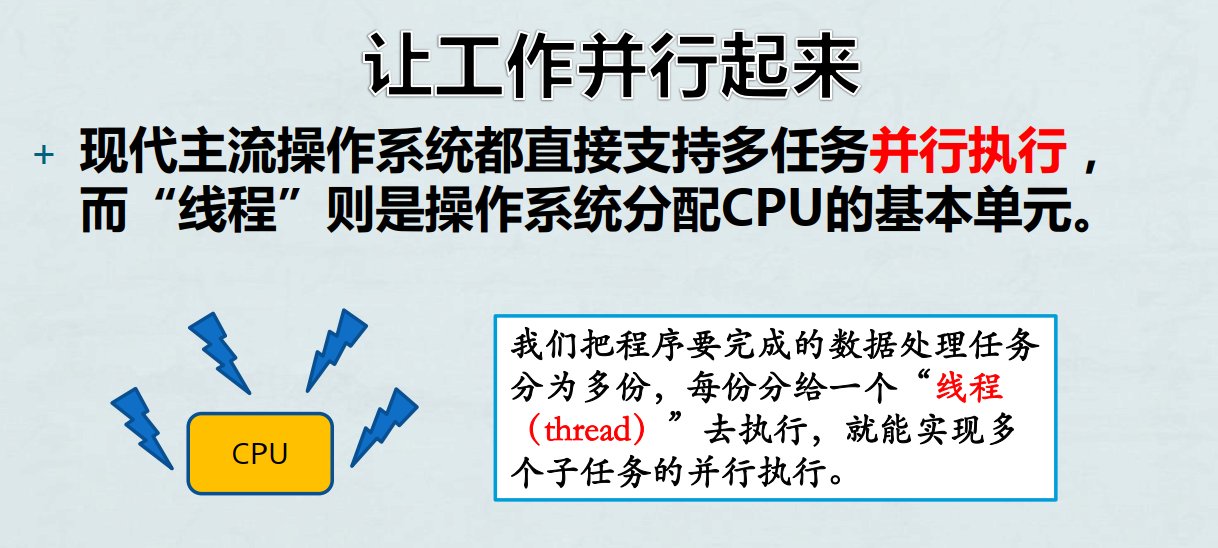 让工作并行起来
+ 现代主流操作系统都直接支持多任务并行执行，
而“线程”则是操作系统分配CPU的基本单元。
我们把程序要完成的数据处理任务
分为多份，每份分给一个“线程
（thread）”去执行，就能实现多
个子任务的并行执行。
CPU